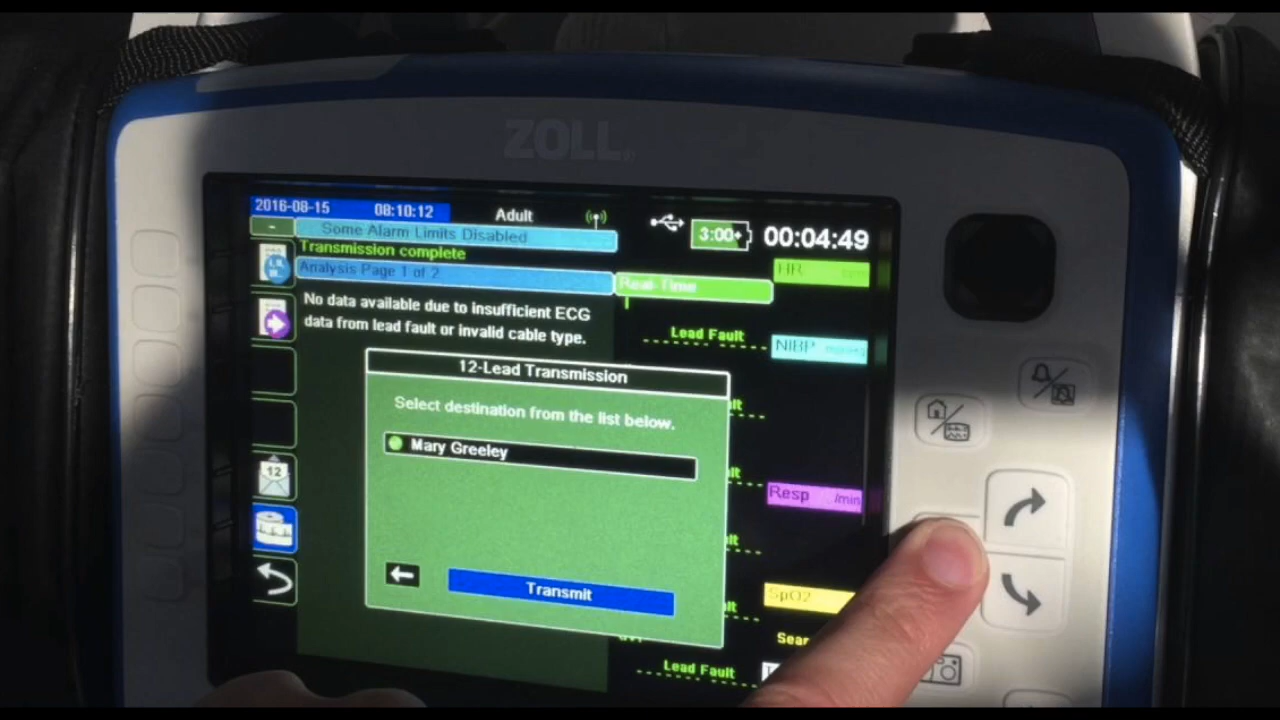 ZOLL
2016-08-15 08:10:12 Adult 3:00+ 00:04:49
- Some Alarm Limits Disabled
Transmission complete
Analysis Page 1 of 2
Real-Time
HR
No data available due to insufficient ECG
data from lead fault or invalid cable type.
Lead Fault
NIBP mmHg
12-Lead Transmission
Select destination from the list below.
Mary Greeley
12
Resp /min
Transmit
SpO2
Sear
Lead Fault